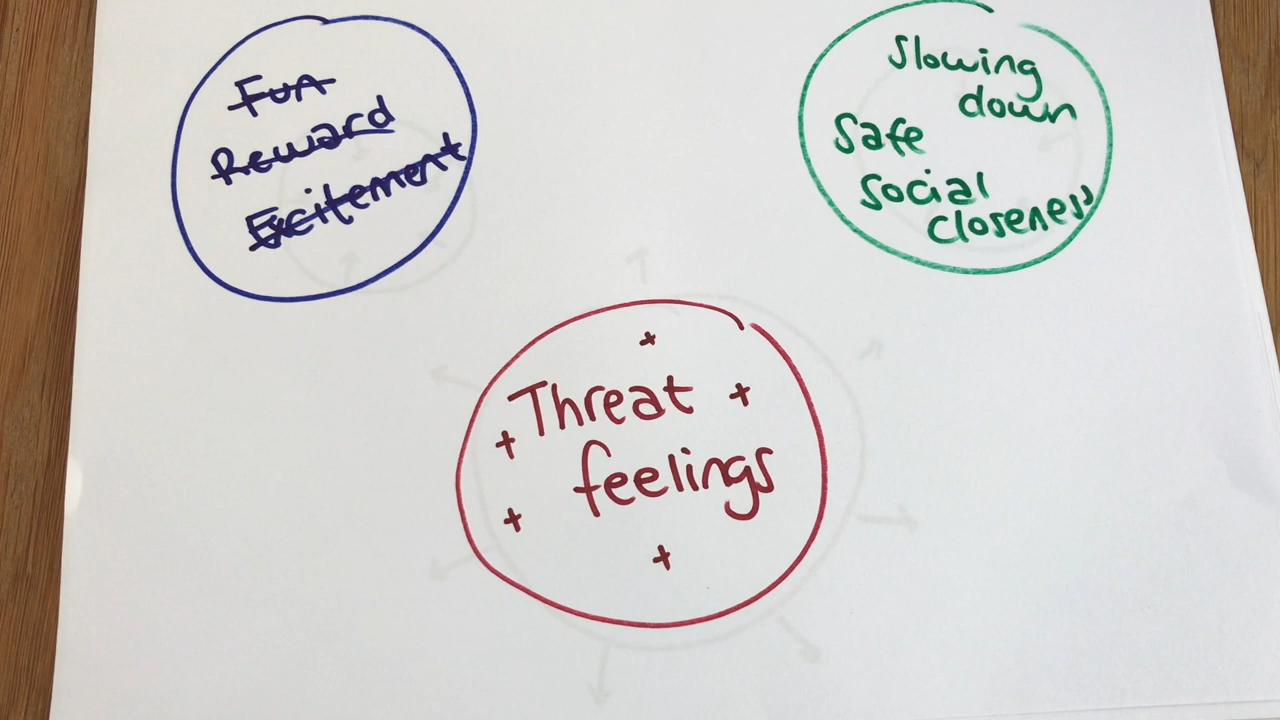 Fun
Reward
Excitement
Slowing
down
Safe
Social
closeness
+
Threat +
+
feelings
+
+